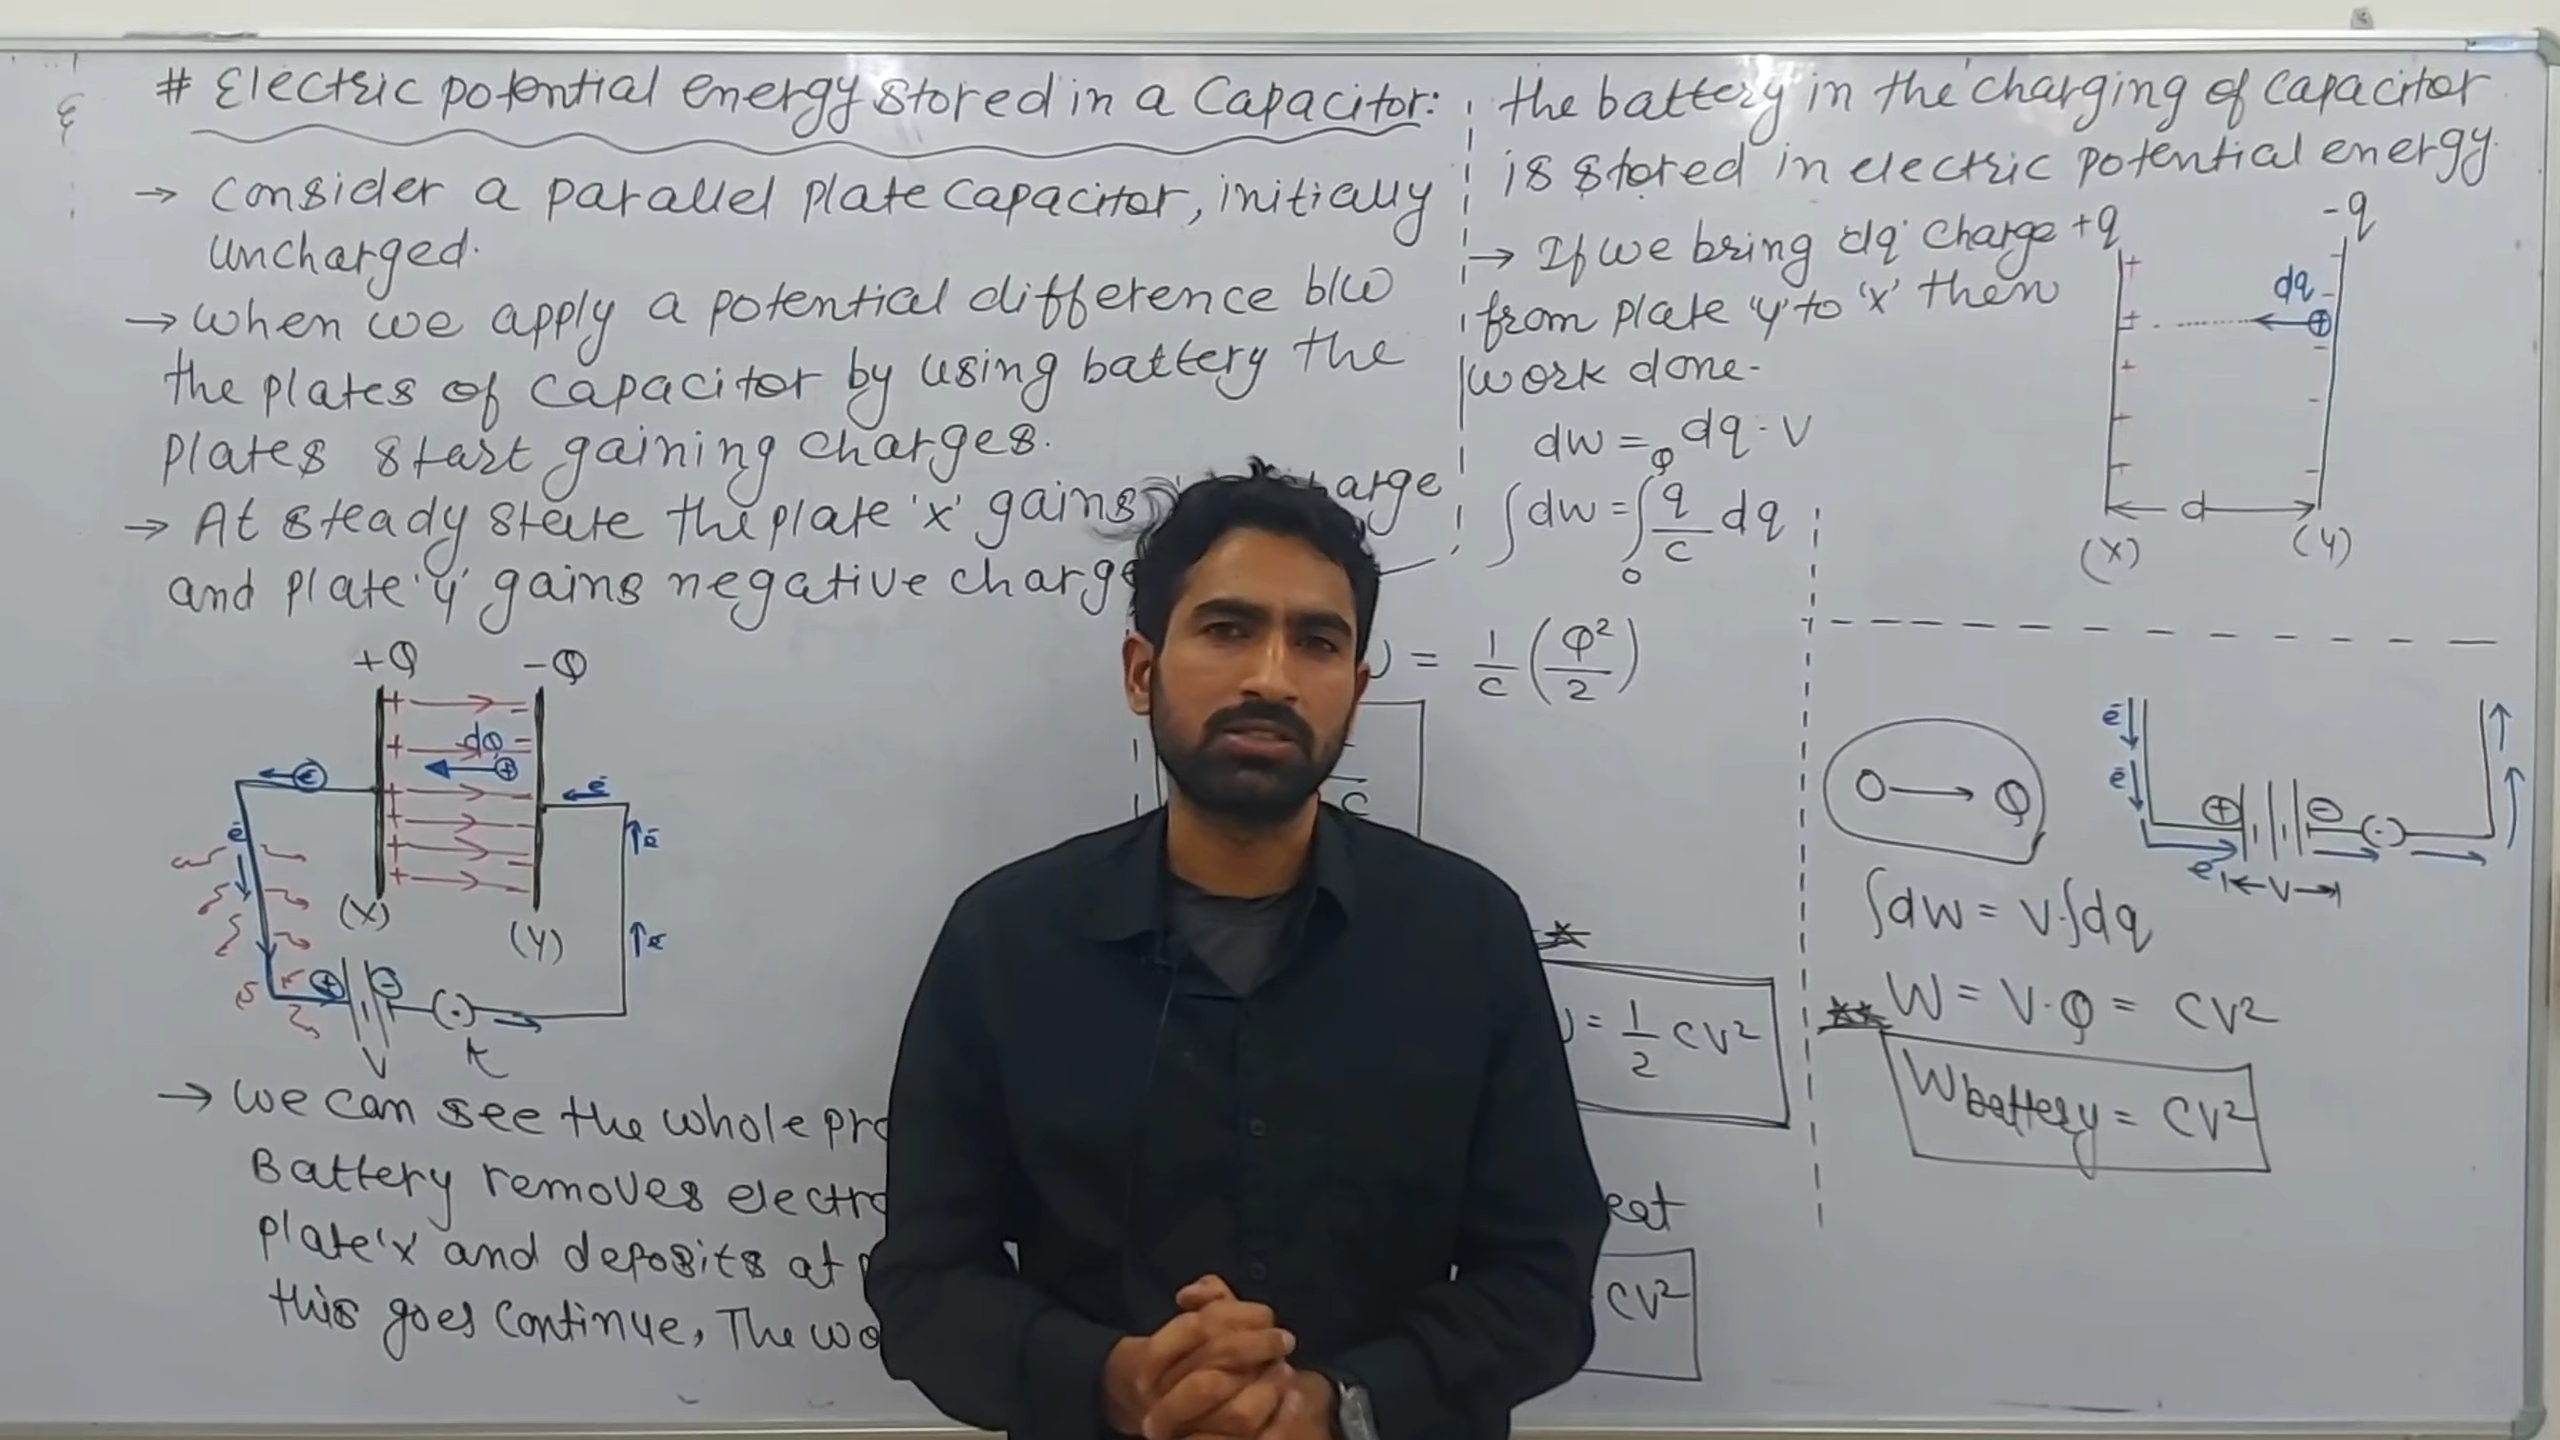 # Electric potential energy stored in a Capacitor:
→ Consider a parallel plate capacitor, initially
uncharged.
→ When we apply a potential difference b/w
the plates of capacitor by using battery the
plates start gaining charges.
→ At steady state the plate 'x' gains
and plate 'y' gains negative charge
+Q -Q
dQ
(X)
(Y)
V K
→ We can see the whole
Battery removes
plate 'x' and deposits at
this goes continue, The
the battery in the charging of capacitor
is stored in electric potential energy.
→ If we bring dq charge
from plate 'y' to 'x' then
work done-
dw = dq · V
∫dw = ∫₀^Q q/C dq
= 1/C (Q²/2)
C
= 1/2 CV²
CV²
+q -q
dq
d
(X) (Y)
O → Q
e⁻
e⁻
⊕ ⊖ (·)
e⁻ V
∫dw = V·∫dq
W = V·Q = CV²
W battery = CV²